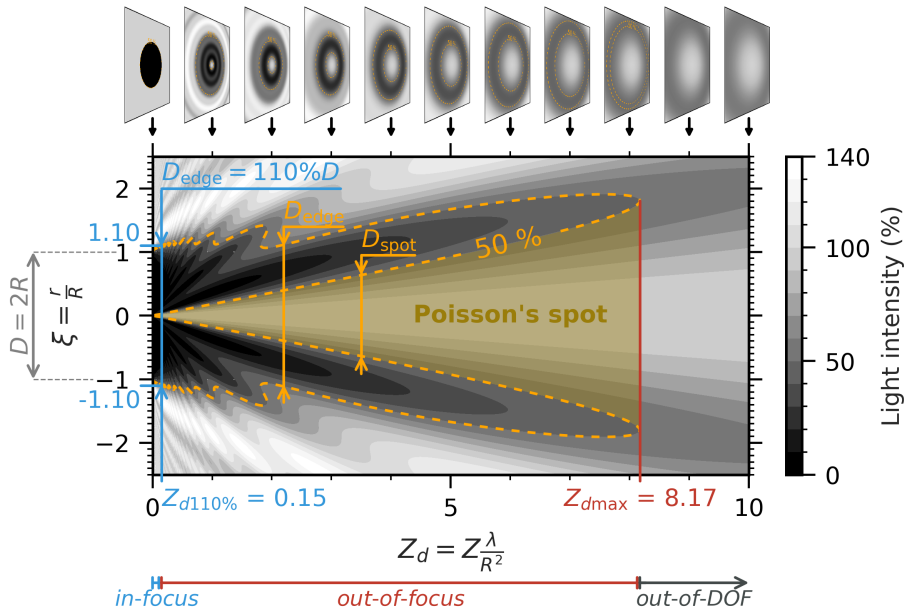 D_edge = 110%D
D_edge
D_spot
50 %
Poisson's spot
2
1.10
1
0
−1
-1.10
−2
D = 2R
ξ = r/R
Z_d110% = 0.15
Z_dmax = 8.17
0
5
10
Z_d = Z λ/R²
in-focus
out-of-focus
out-of-DOF
140
100
50
0
Light intensity (%)